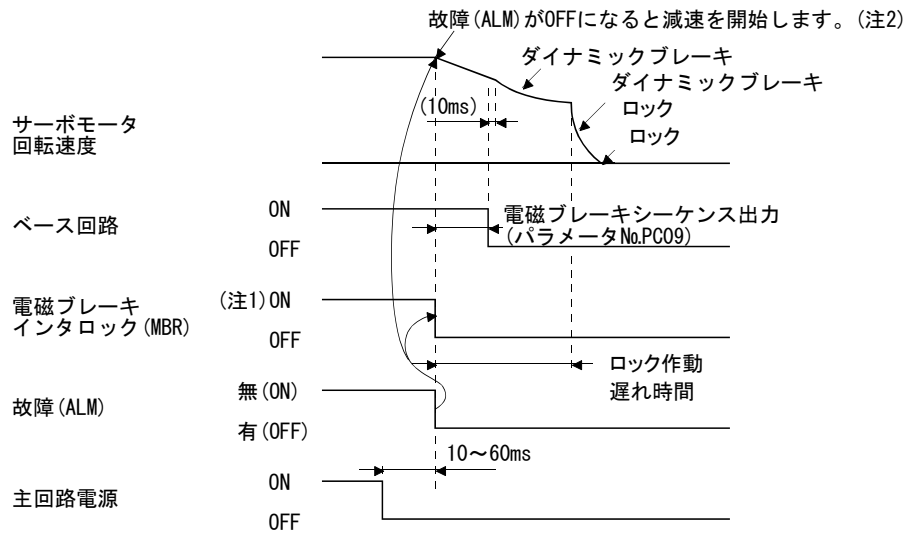 故障(ALM)がOFFになると減速を開始します。(注2)
ダイナミックブレーキ
ダイナミックブレーキ
ロック
ロック
(10ms)
サーボモータ
回転速度
ベース回路
ON
OFF
電磁ブレーキシーケンス出力
(パラメータNo.PC09)
電磁ブレーキ
インタロック(MBR)
(注1)ON
OFF
ロック作動
遅れ時間
故障(ALM)
無(ON)
有(OFF)
10～60ms
主回路電源
ON
OFF